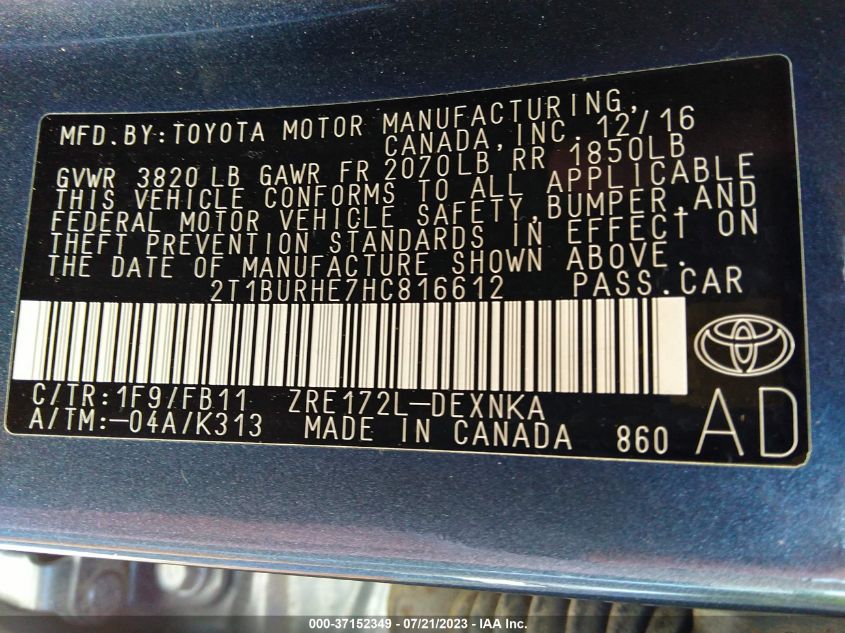 MFD.BY:TOYOTA MOTOR MANUFACTURING,
CANADA,INC. 12/16
GVWR 3820 LB GAWR FR 2070LB RR 1850LB
THIS VEHICLE CONFORMS TO ALL APPLICABLE
FEDERAL MOTOR VEHICLE SAFETY,BUMPER,AND
THEFT PREVENTION STANDARDS IN EFFECT ON
THE DATE OF MANUFACTURE SHOWN ABOVE.
2T1BURHE7HC816612 PASS.CAR
C/TR:1F9/FB11 ZRE172L-DEXNKA
A/TM:-04A/K313 MADE IN CANADA 860 AD
000-37152349 - 07/21/2023 - IAA Inc.